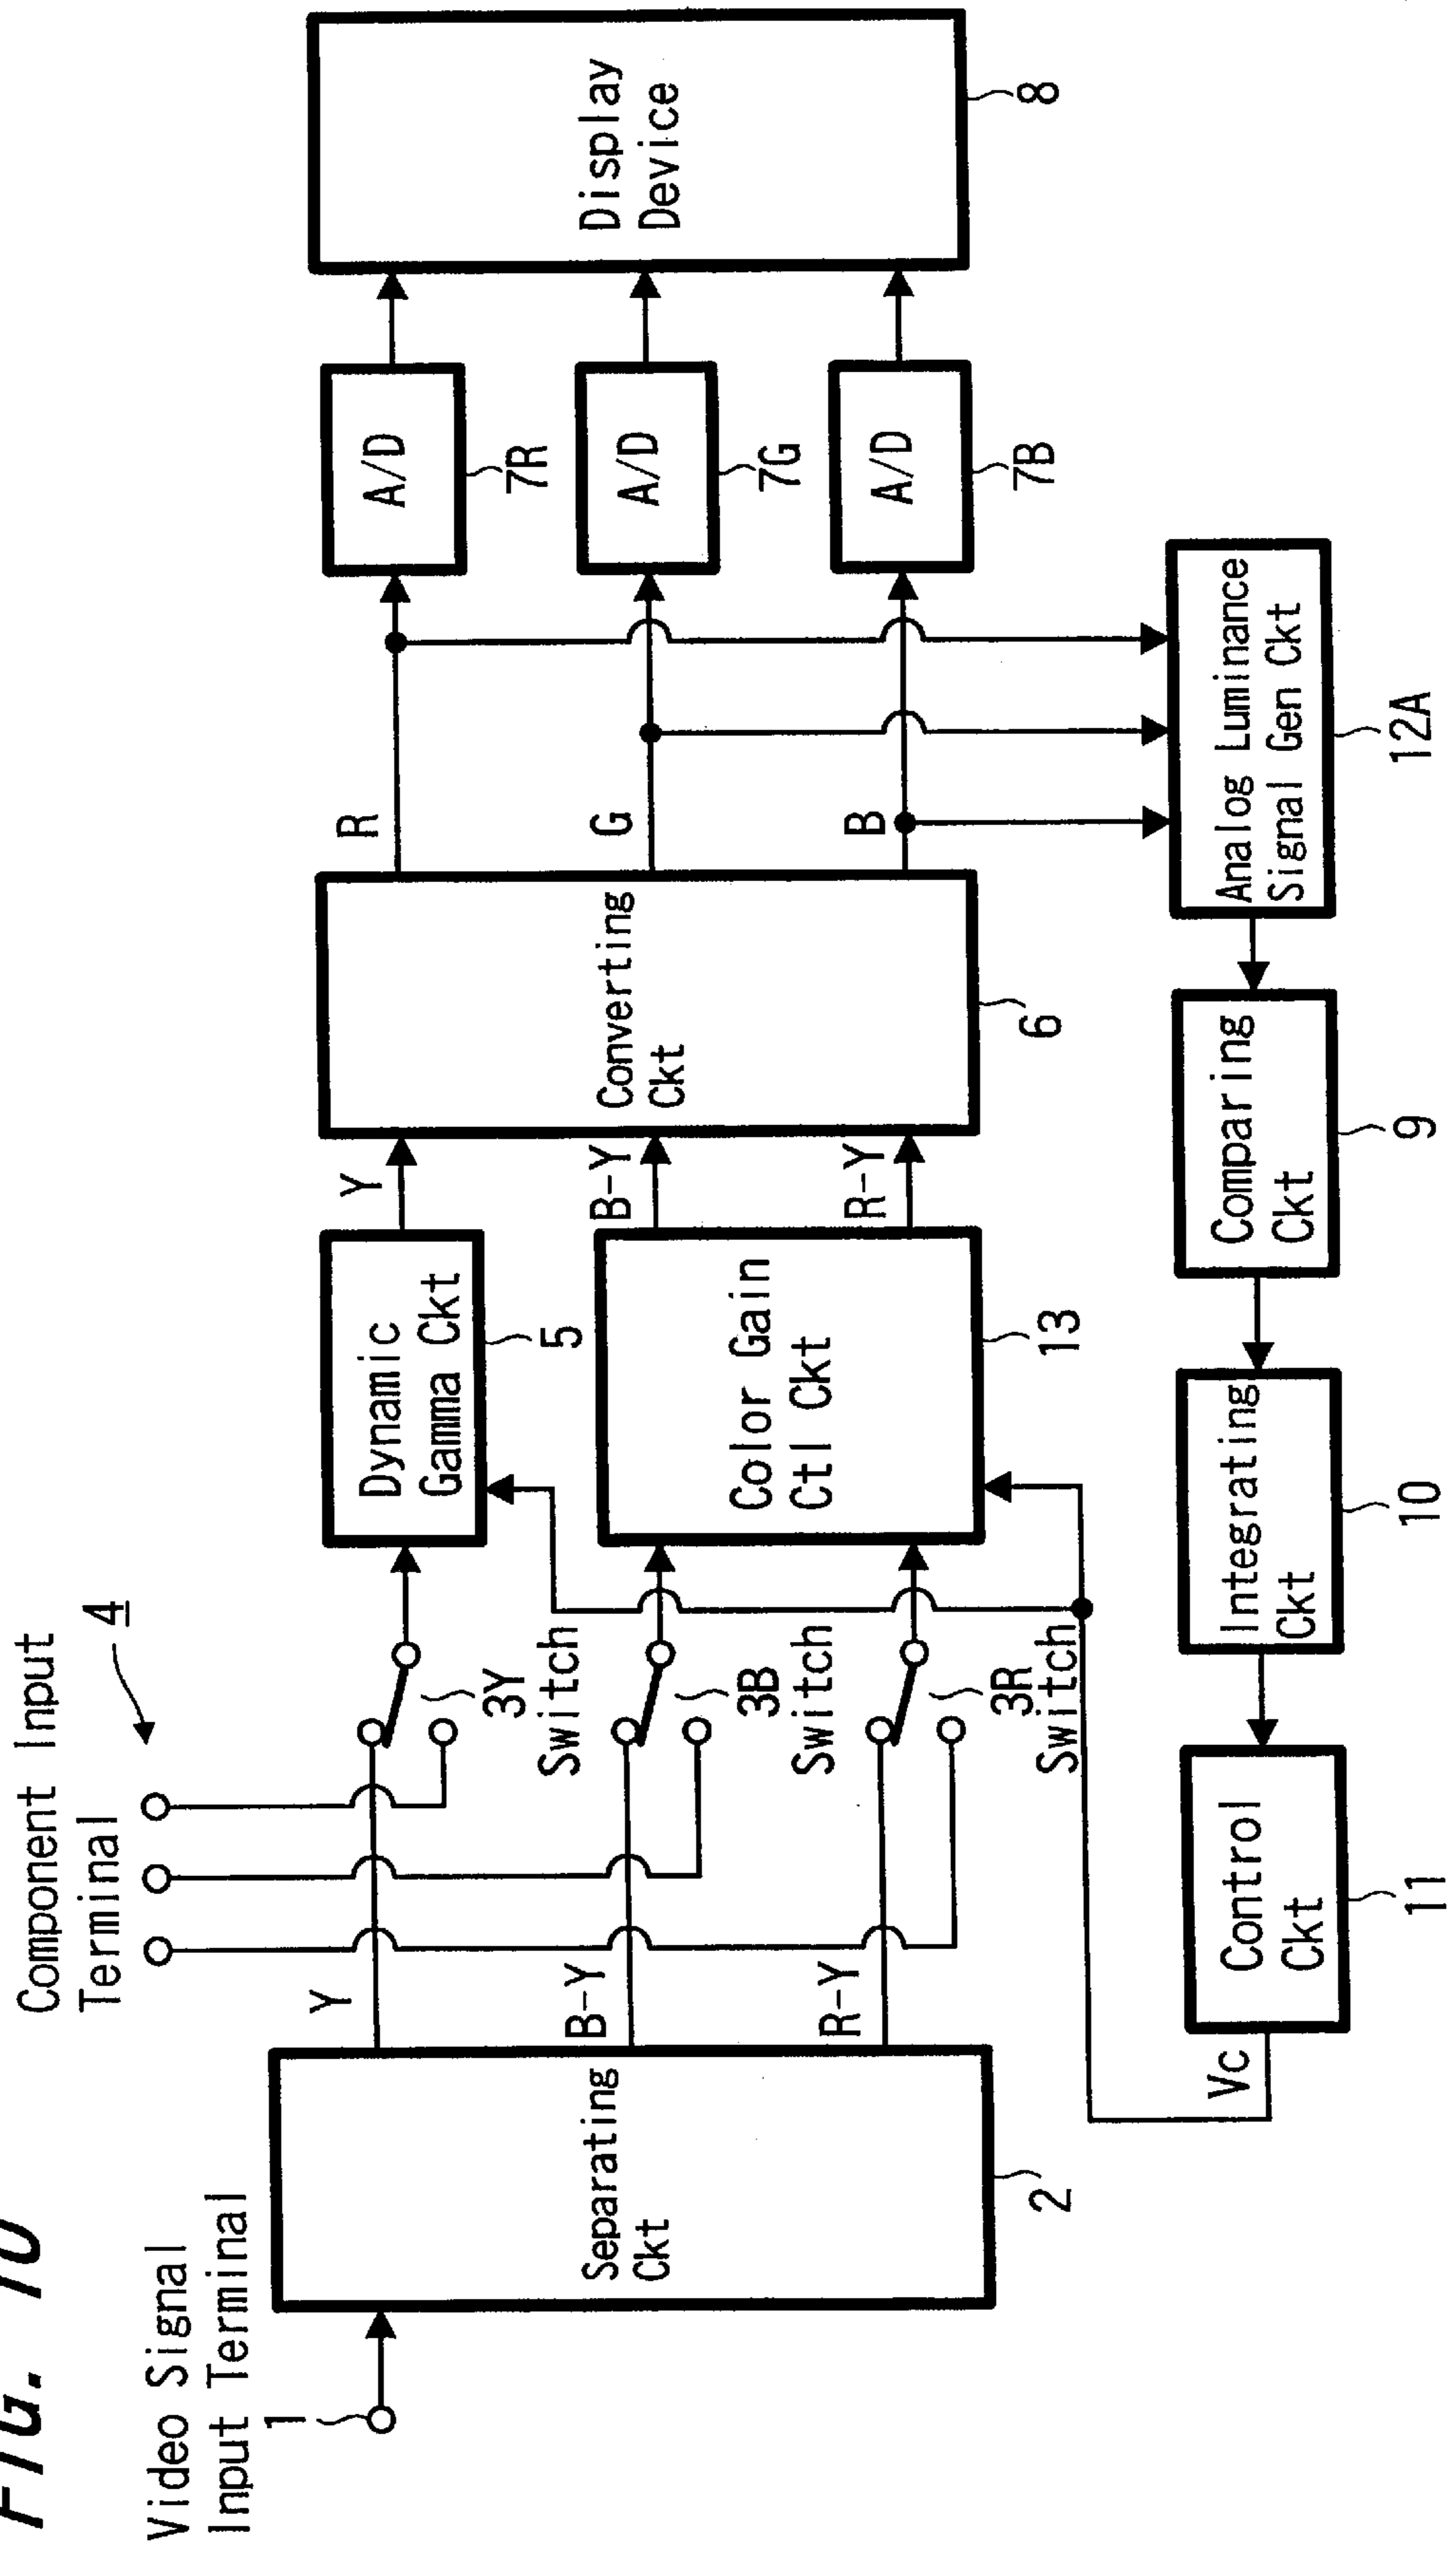 FIG. 10
Video Signal
Input Terminal
1
Component Input
Terminal
4
Separating
Ckt
2
Y
B-Y
R-Y
3Y
Switch
3B
Switch
3R
Switch
Dynamic
Gamma Ckt
5
Color Gain
Ctl Ckt
13
Y
B-Y
R-Y
Converting
Ckt
6
R
G
B
A/D
7R
A/D
7G
A/D
7B
Display
Device
8
Vc
Control
Ckt
11
Integrating
Ckt
10
Comparing
Ckt
9
Analog Luminance
Signal Gen Ckt
12A